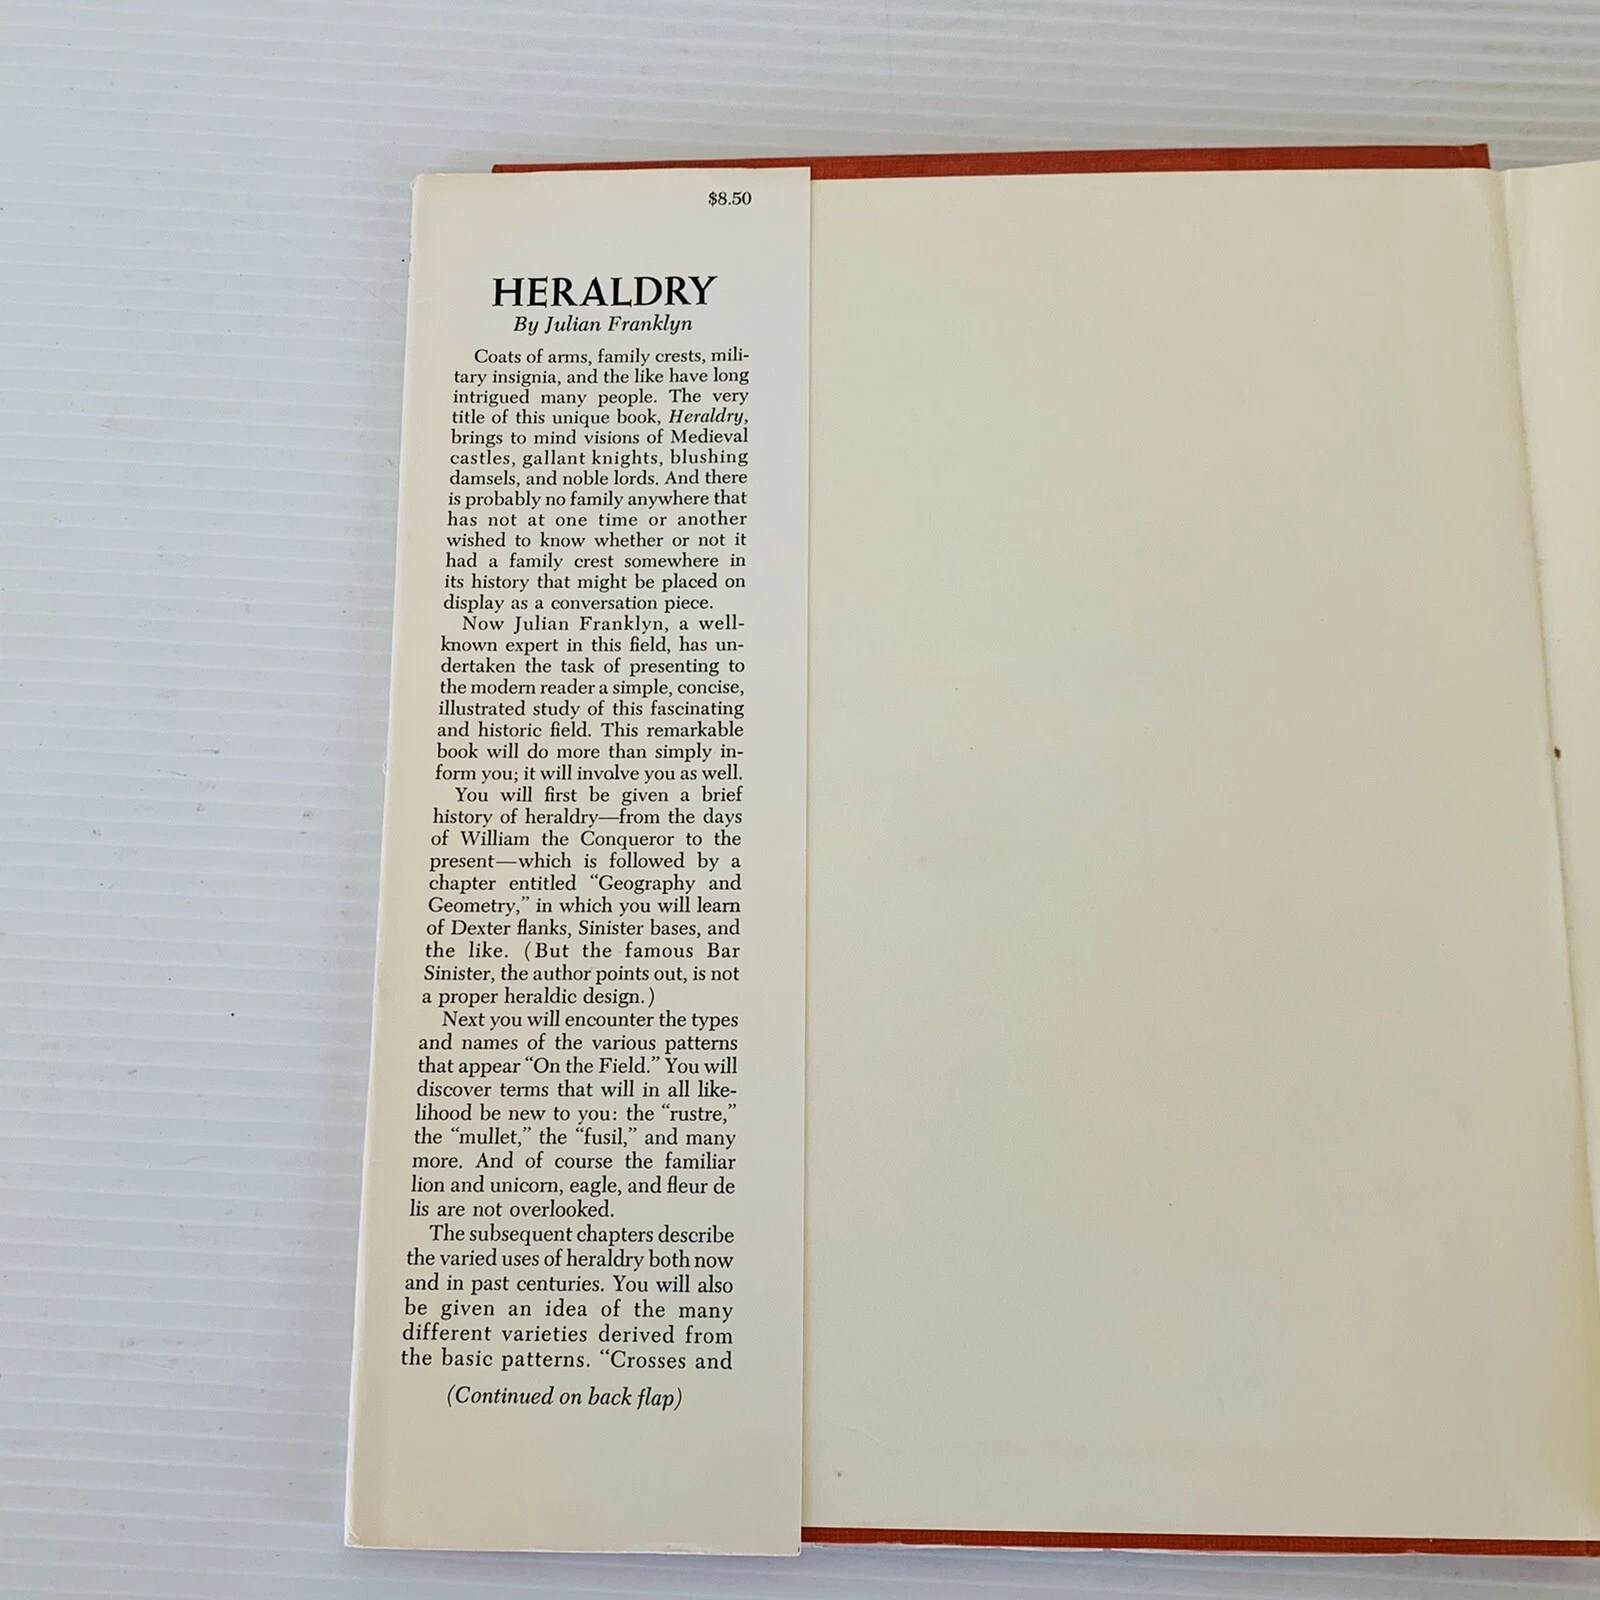 $8.50
HERALDRY
By Julian Franklyn
Coats of arms, family crests, mili-
tary insignia, and the like have long
intrigued many people. The very
title of this unique book, Heraldry,
brings to mind visions of Medieval
castles, gallant knights, blushing
damsels, and noble lords. And there
is probably no family anywhere that
has not at one time or another
wished to know whether or not it
had a family crest somewhere in
its history that might be placed on
display as a conversation piece.
Now Julian Franklyn, a well-
known expert in this field, has un-
dertaken the task of presenting to
the modern reader a simple, concise,
illustrated study of this fascinating
and historic field. This remarkable
book will do more than simply in-
form you; it will involve you as well.
You will first be given a brief
history of heraldry—from the days
of William the Conqueror to the
present—which is followed by a
chapter entitled “Geography and
Geometry,” in which you will learn
of Dexter flanks, Sinister bases, and
the like. (But the famous Bar
Sinister, the author points out, is not
a proper heraldic design.)
Next you will encounter the types
and names of the various patterns
that appear “On the Field.” You will
discover terms that will in all like-
lihood be new to you: the “rustre,”
the “mullet,” the “fusil,” and many
more. And of course the familiar
lion and unicorn, eagle, and fleur de
lis are not overlooked.
The subsequent chapters describe
the varied uses of heraldry both now
and in past centuries. You will also
be given an idea of the many
different varieties derived from
the basic patterns. “Crosses and
(Continued on back flap)